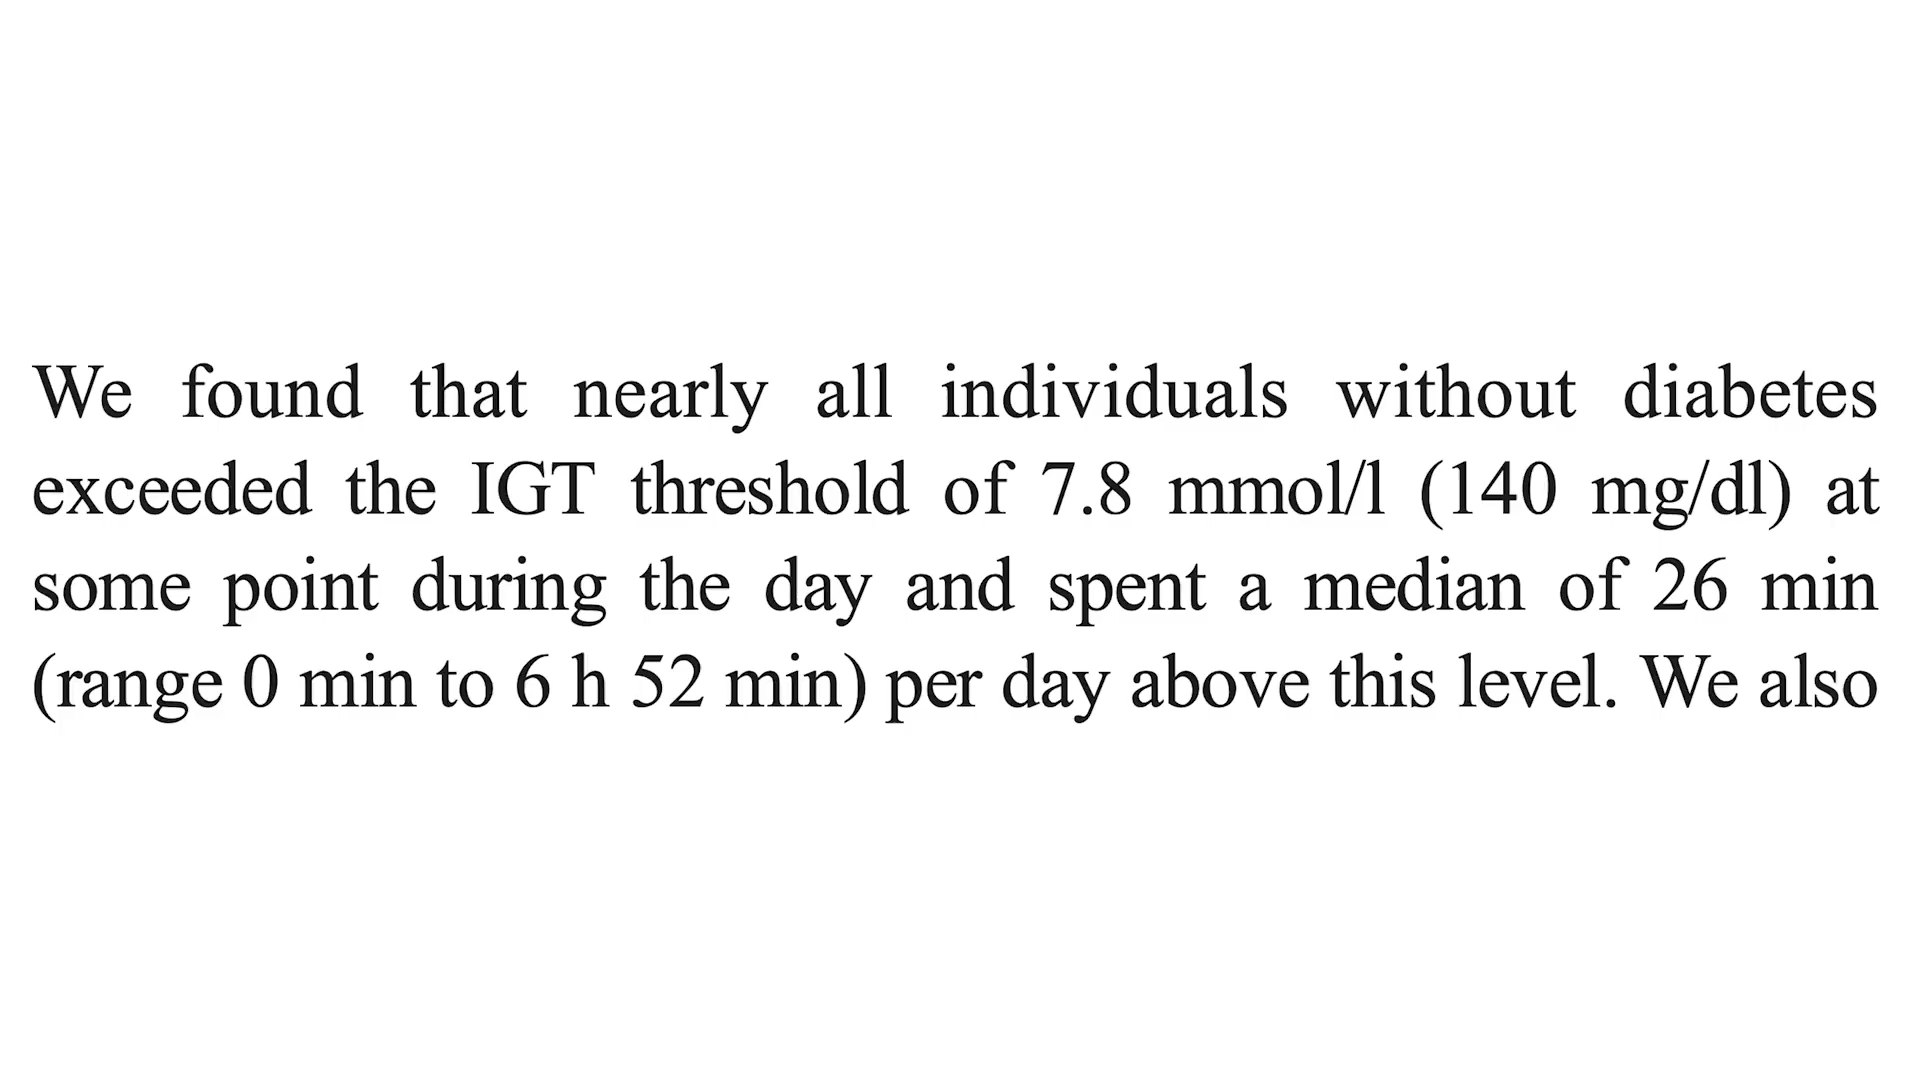 We found that nearly all individuals without diabetes
exceeded the IGT threshold of 7.8 mmol/l (140 mg/dl) at
some point during the day and spent a median of 26 min
(range 0 min to 6 h 52 min) per day above this level. We also